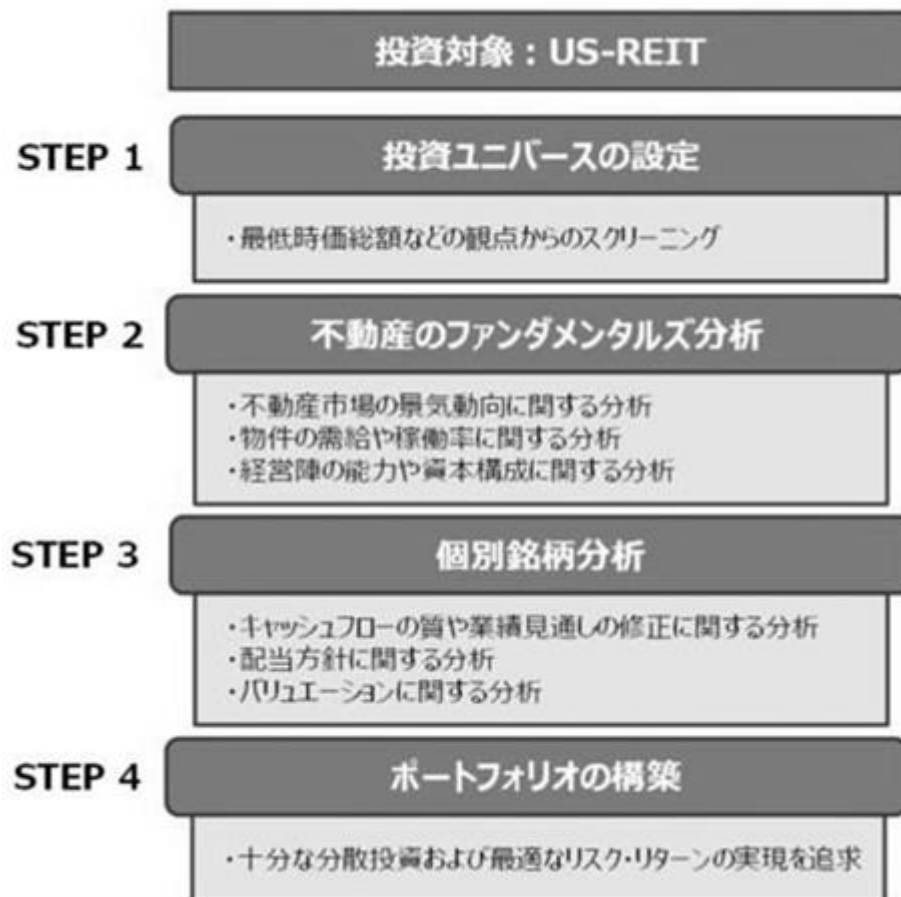 投資対象：US-REIT
STEP 1
投資ユニバースの設定
・最低時価総額などの観点からのスクリーニング
STEP 2
不動産のファンダメンタルズ分析
・不動産市場の景気動向に関する分析
・物件の需給や稼働率に関する分析
・経営陣の能力や資本構成に関する分析
STEP 3
個別銘柄分析
・キャッシュフローの質や業績見通しの修正に関する分析
・配当方針に関する分析
・バリュエーションに関する分析
STEP 4
ポートフォリオの構築
・十分な分散投資および最適なリスク・リターンの実現を追求